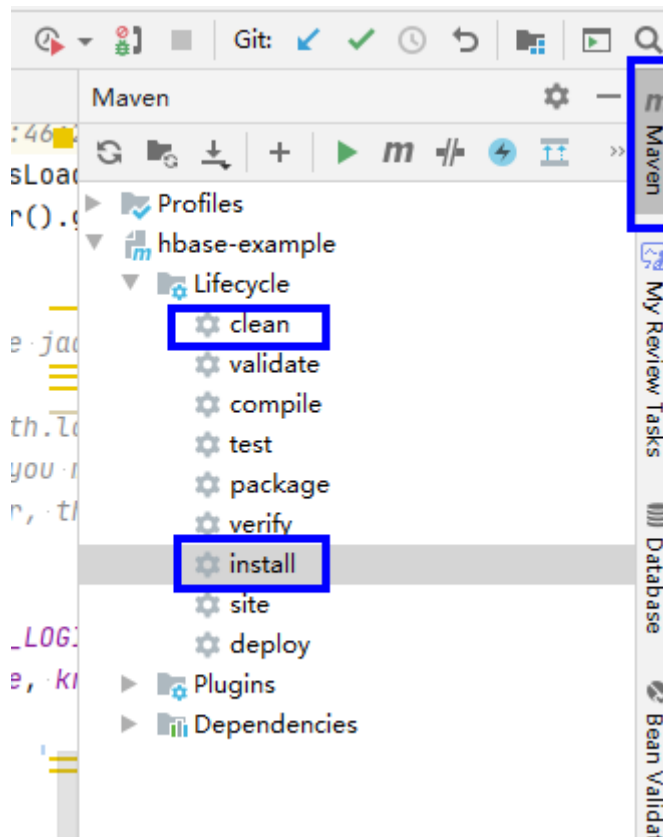 Git:
Maven
Profiles
hbase-example
Lifecycle
clean
validate
compile
test
package
verify
install
site
deploy
Plugins
Dependencies
Maven
My Review Tasks
Database